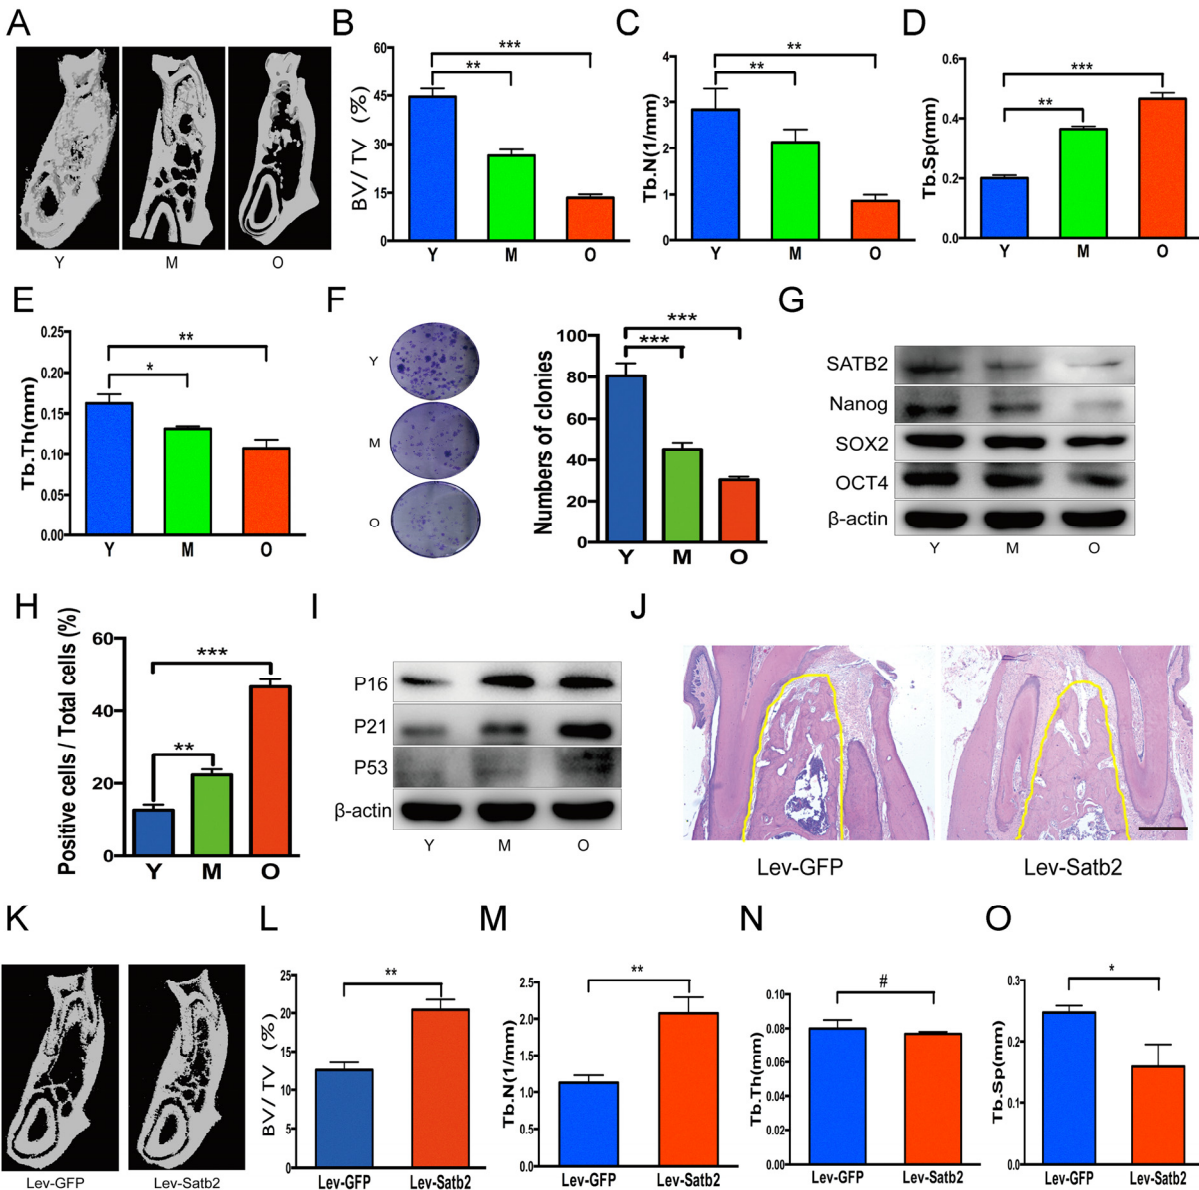 A
Y
M
O
B
BV/TV (%)
60
45
30
15
0
***
**
Y
M
O
C
Tb.N(1/mm)
4
3
2
1
0
**
**
Y
M
O
D
Tb.Sp(mm)
0.6
0.4
0.2
0.0
***
**
Y
M
O
E
Tb.Th(mm)
0.25
0.20
0.15
0.10
0.05
0.00
**
*
Y
M
O
F
Y
M
O
Numbers of clonies
100
80
60
40
20
0
***
***
Y
M
O
G
SATB2
Nanog
SOX2
OCT4
β-actin
Y
M
O
H
Positive cells / Total cells (%)
60
40
20
0
***
**
Y
M
O
I
P16
P21
P53
β-actin
Y
M
O
J
Lev-GFP
Lev-Satb2
K
Lev-GFP
Lev-Satb2
L
BV/TV (%)
25
20
15
10
5
0
**
Lev-GFP
Lev-Satb2
M
Tb.N(1/mm)
2.5
2.0
1.5
1.0
0.5
0.0
**
Lev-GFP
Lev-Satb2
N
Tb.Th(mm)
0.10
0.08
0.06
0.04
0.02
0.00
#
Lev-GFP
Lev-Satb2
O
Tb.Sp(mm)
0.3
0.2
0.1
0.0
*
Lev-GFP
Lev-Satb2